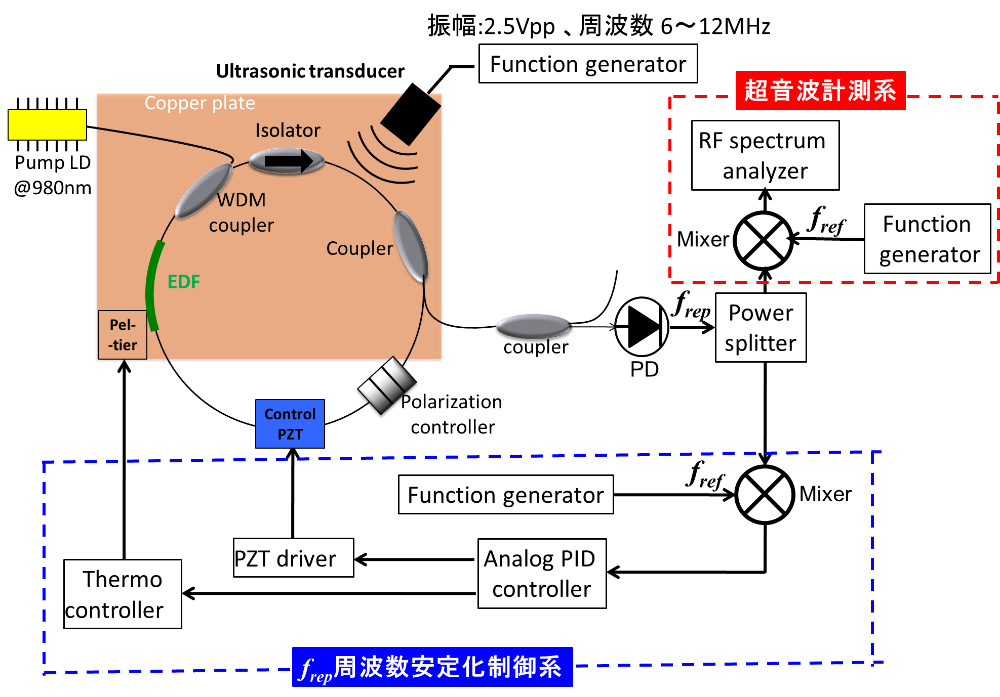 振幅:2.5Vpp 、周波数 6～12MHz
Function generator
Ultrasonic transducer
超音波計測系
Copper plate
Isolator
RF spectrum
analyzer
Pump LD
@980nm
WDM
coupler
f_ref
Function
generator
Mixer
Coupler
EDF
f_rep
Power
splitter
Pel-
-tier
coupler
PD
Control
PZT
Polarization
controller
f_ref
Function generator
Mixer
PZT driver
Analog PID
controller
Thermo
controller
f_rep周波数安定化制御系